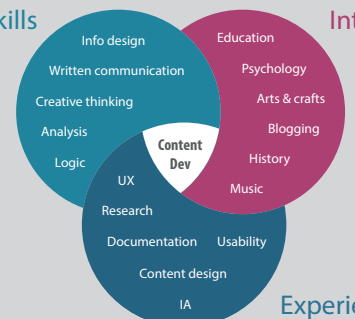 kills
Int
Info design
Written communication
Creative thinking
Analysis
Logic
Education
Psychology
Arts & crafts
Blogging
History
Music
Content
Dev
UX
Research
Documentation
Usability
Content design
IA
Experie